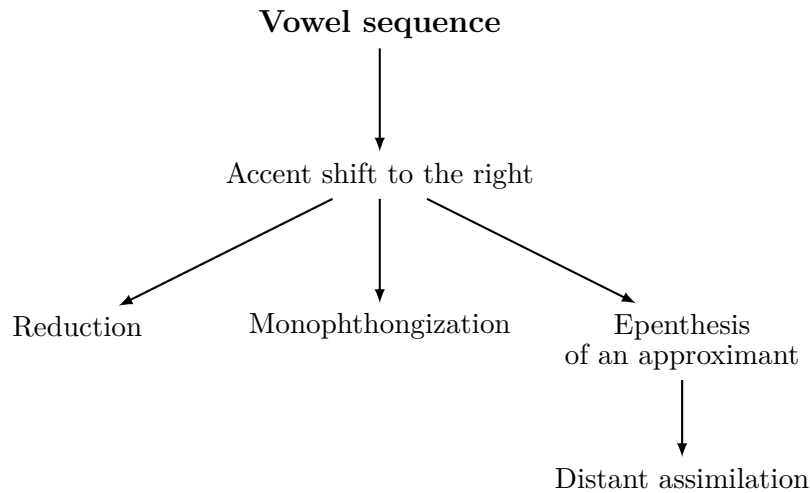 Vowel sequence
Accent shift to the right
Reduction
Monophthongization
Epenthesis
of an approximant
Distant assimilation